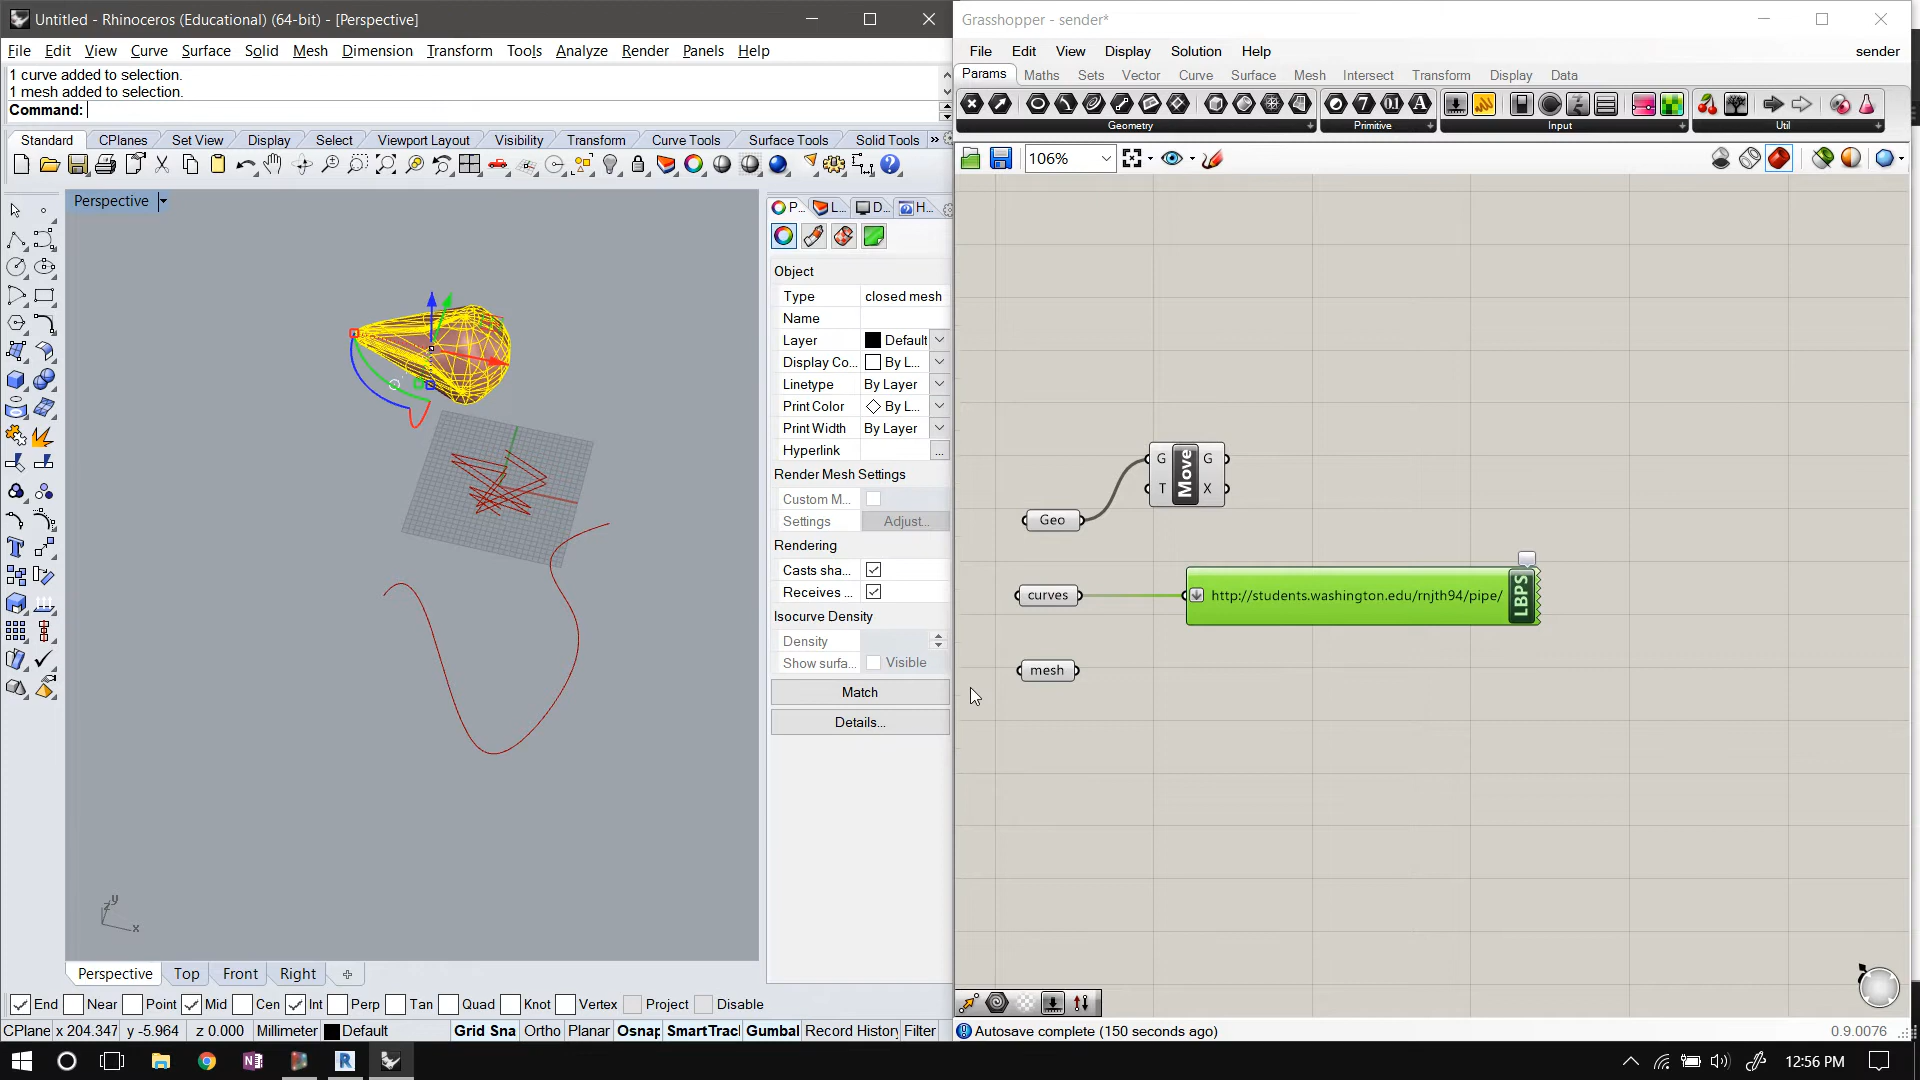 Untitled - Rhinoceros (Educational) (64-bit) - [Perspective]
File Edit View Curve Surface Solid Mesh Dimension Transform Tools Analyze Render Panels Help
1 curve added to selection.
1 mesh added to selection.
Command:
Standard CPlanes Set View Display Select Viewport Layout Visibility Transform Curve Tools Surface Tools Solid Tools »
Perspective
P... L... D... H...
Object
Type closed mesh
Name
Layer Default
Display Co... By L...
Linetype By Layer
Print Color By L...
Print Width By Layer
Hyperlink ...
Render Mesh Settings
Custom M...
Settings Adjust...
Rendering
Casts sha...
Receives ...
Isocurve Density
Density
Show surfa... Visible
Match
Details...
z y x
Perspective Top Front Right
End Near Point Mid Cen Int Perp Tan Quad Knot Vertex Project Disable
CPlane x 204.347 y -5.964 z 0.000 Millimeter Default Grid Sna Ortho Planar Osnap SmartTrac Gumbal Record History Filter
Grasshopper - sender*
File Edit View Display Solution Help sender
Params Maths Sets Vector Curve Surface Mesh Intersect Transform Display Data
Geometry Primitive Input Util
106%
G Move G
T X
Geo
curves
http://students.washington.edu/rnjth94/pipe/ LBPS
mesh
Autosave complete (150 seconds ago) 0.9.0076
12:56 PM